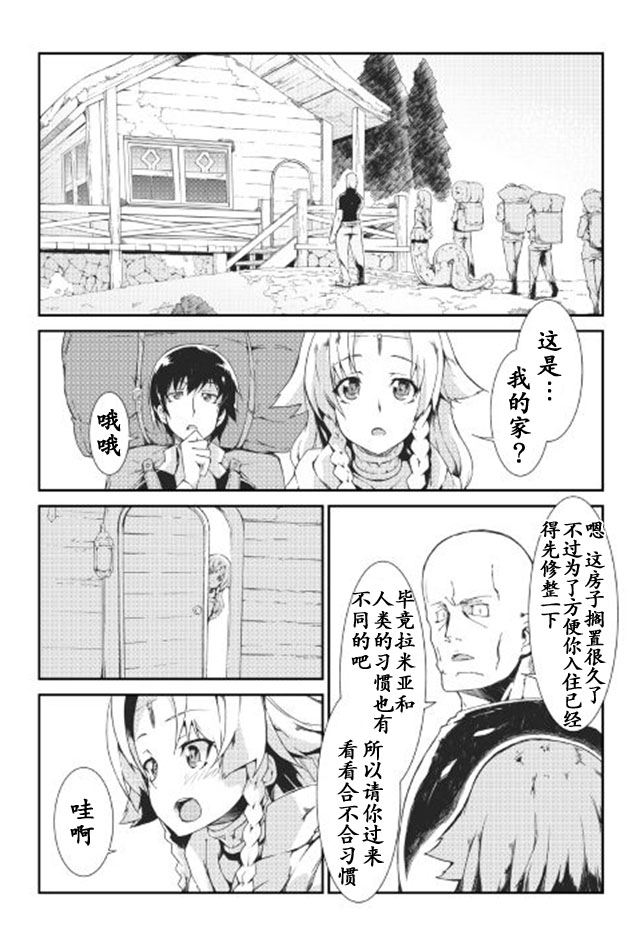 这是…
我的家？
哦哦
嗯 这房子搁置很久了
不过为了方便你入住已经
得先修整一下
毕竟拉米亚和
人类的习惯也有
不同的吧
所以请你过来
看看合不合习惯
哇啊